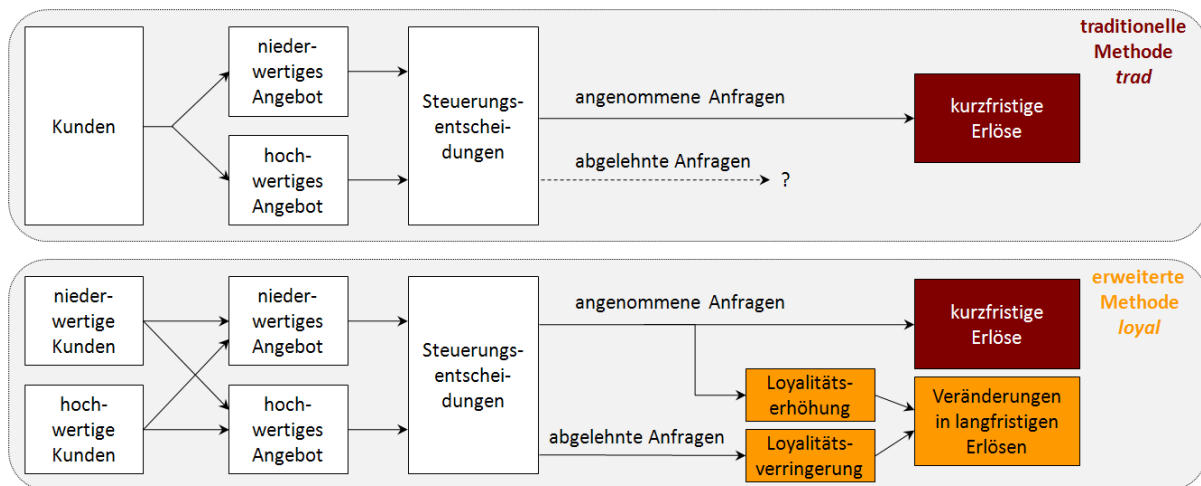 traditionelle
Methode
trad
nieder-
wertiges
Angebot
Kunden
hoch-
wertiges
Angebot
Steuerungs-
entschei-
dungen
angenommene Anfragen
abgelehnte Anfragen
?
kurzfristige
Erlöse
erweiterte
Methode
loyal
nieder-
wertige
Kunden
hoch-
wertige
Kunden
nieder-
wertiges
Angebot
hoch-
wertiges
Angebot
Steuerungs-
entschei-
dungen
angenommene Anfragen
abgelehnte Anfragen
Loyalitäts-
erhöhung
Loyalitäts-
verringerung
kurzfristige
Erlöse
Veränderungen
in langfristigen
Erlösen